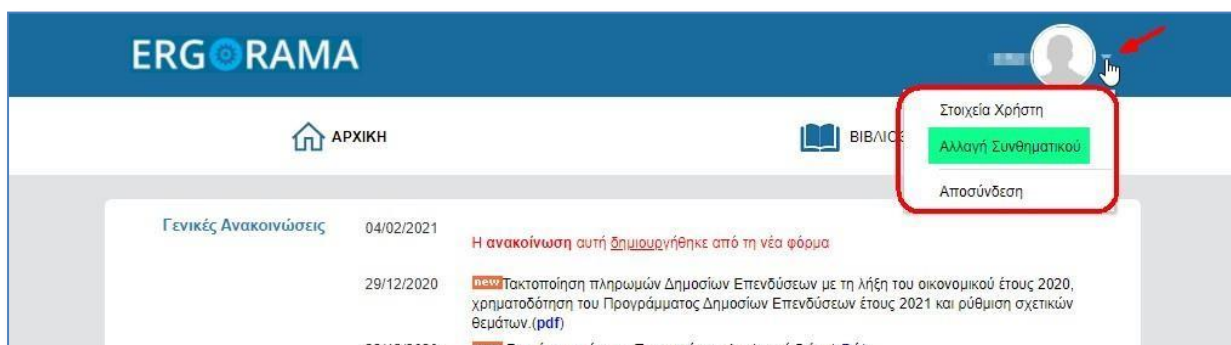 ERGORAMA
Στοιχεία Χρήστη
ΑΡΧΙΚΗ
Αλλαγή Συνθηματικού
Αποσύνδεση
Γενικές Ανακοινώσεις
04/02/2021
Η ανακοίνωση αυτή δημιουργήθηκε από τη νέα φόρμα
29/12/2020
new Τακτοποίηση πληρωμών Δημοσίων Επενδύσεων με τη λήξη του οικονομικού έτους 2020,
χρηματοδότηση του Προγράμματος Δημοσίων Επενδύσεων έτους 2021 και ρύθμιση σχετικών
θεμάτων.(pdf)